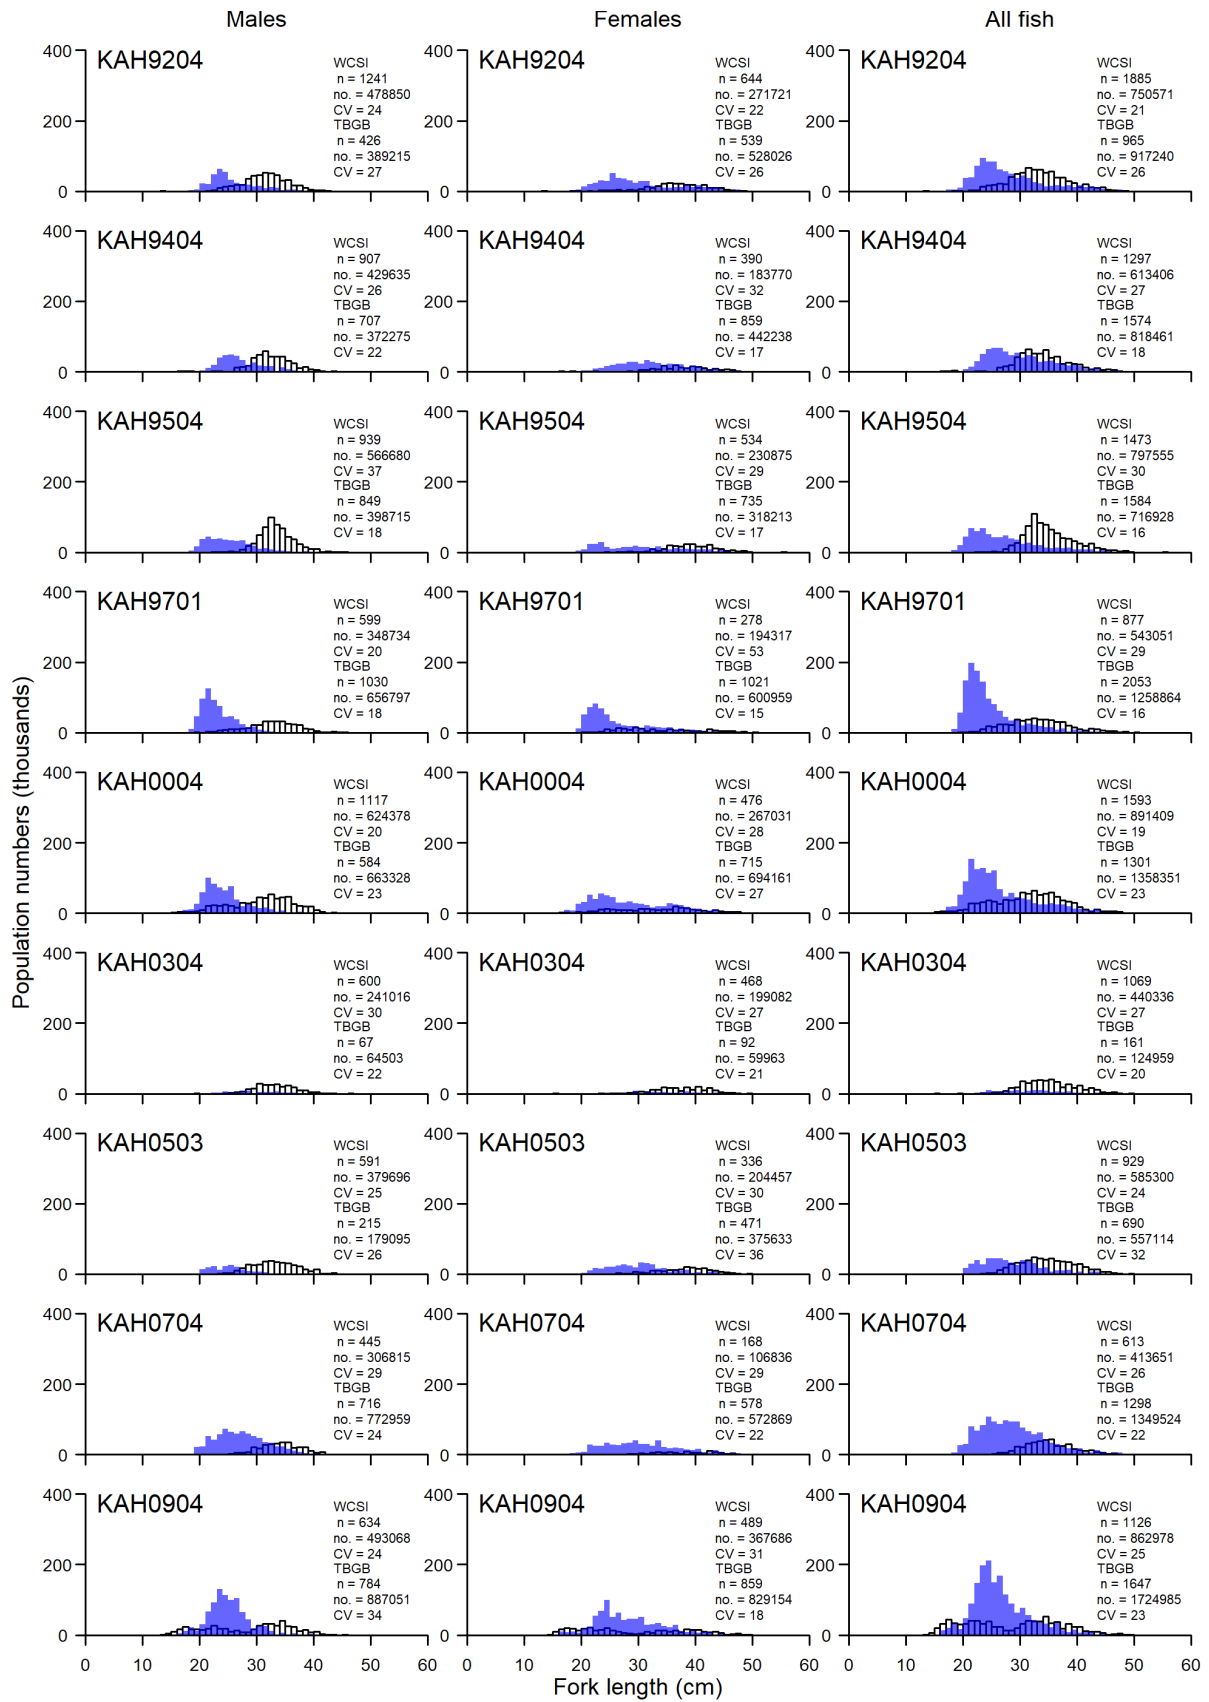 Males Females All fish
Population numbers (thousands)
400 KAH9204 400 KAH9204 400 KAH9204
200 200 200
0 0 0
WCSI
n = 1241
no. = 478850
CV = 24
TBGB
n = 426
no. = 389215
CV = 27
WCSI
n = 644
no. = 271721
CV = 22
TBGB
n = 539
no. = 528026
CV = 26
WCSI
n = 1885
no. = 750571
CV = 21
TBGB
n = 965
no. = 917240
CV = 26
400 KAH9404 400 KAH9404 400 KAH9404
200 200 200
0 0 0
WCSI
n = 907
no. = 429635
CV = 26
TBGB
n = 707
no. = 372275
CV = 22
WCSI
n = 390
no. = 183770
CV = 32
TBGB
n = 859
no. = 442238
CV = 17
WCSI
n = 1297
no. = 613406
CV = 27
TBGB
n = 1574
no. = 818461
CV = 18
400 KAH9504 400 KAH9504 400 KAH9504
200 200 200
0 0 0
WCSI
n = 939
no. = 566680
CV = 37
TBGB
n = 849
no. = 398715
CV = 18
WCSI
n = 534
no. = 230875
CV = 29
TBGB
n = 735
no. = 318213
CV = 17
WCSI
n = 1473
no. = 797555
CV = 30
TBGB
n = 1584
no. = 716928
CV = 16
400 KAH9701 400 KAH9701 400 KAH9701
200 200 200
0 0 0
WCSI
n = 599
no. = 348734
CV = 20
TBGB
n = 1030
no. = 656797
CV = 18
WCSI
n = 278
no. = 194317
CV = 53
TBGB
n = 1021
no. = 600959
CV = 15
WCSI
n = 877
no. = 543051
CV = 29
TBGB
n = 2053
no. = 1258864
CV = 16
400 KAH0004 400 KAH0004 400 KAH0004
200 200 200
0 0 0
WCSI
n = 1117
no. = 624378
CV = 20
TBGB
n = 584
no. = 663328
CV = 23
WCSI
n = 476
no. = 267031
CV = 28
TBGB
n = 715
no. = 694161
CV = 27
WCSI
n = 1593
no. = 891409
CV = 19
TBGB
n = 1301
no. = 1358351
CV = 23
400 KAH0304 400 KAH0304 400 KAH0304
200 200 200
0 0 0
WCSI
n = 600
no. = 241016
CV = 30
TBGB
n = 67
no. = 64503
CV = 22
WCSI
n = 468
no. = 199082
CV = 27
TBGB
n = 92
no. = 59963
CV = 21
WCSI
n = 1069
no. = 440336
CV = 27
TBGB
n = 161
no. = 124959
CV = 20
400 KAH0503 400 KAH0503 400 KAH0503
200 200 200
0 0 0
WCSI
n = 591
no. = 379696
CV = 25
TBGB
n = 215
no. = 179095
CV = 26
WCSI
n = 336
no. = 204457
CV = 30
TBGB
n = 471
no. = 375633
CV = 36
WCSI
n = 929
no. = 585300
CV = 24
TBGB
n = 690
no. = 557114
CV = 32
400 KAH0704 400 KAH0704 400 KAH0704
200 200 200
0 0 0
WCSI
n = 445
no. = 306815
CV = 29
TBGB
n = 716
no. = 772959
CV = 24
WCSI
n = 168
no. = 106836
CV = 29
TBGB
n = 578
no. = 572869
CV = 22
WCSI
n = 613
no. = 413651
CV = 26
TBGB
n = 1298
no. = 1349524
CV = 22
400 KAH0904 400 KAH0904 400 KAH0904
200 200 200
0 0 0
WCSI
n = 634
no. = 493068
CV = 24
TBGB
n = 784
no. = 887051
CV = 34
WCSI
n = 489
no. = 367686
CV = 31
TBGB
n = 859
no. = 829154
CV = 18
WCSI
n = 1126
no. = 862978
CV = 25
TBGB
n = 1647
no. = 1724985
CV = 23
0 10 20 30 40 50 60 0 10 20 30 40 50 60 0 10 20 30 40 50 60
Fork length (cm)